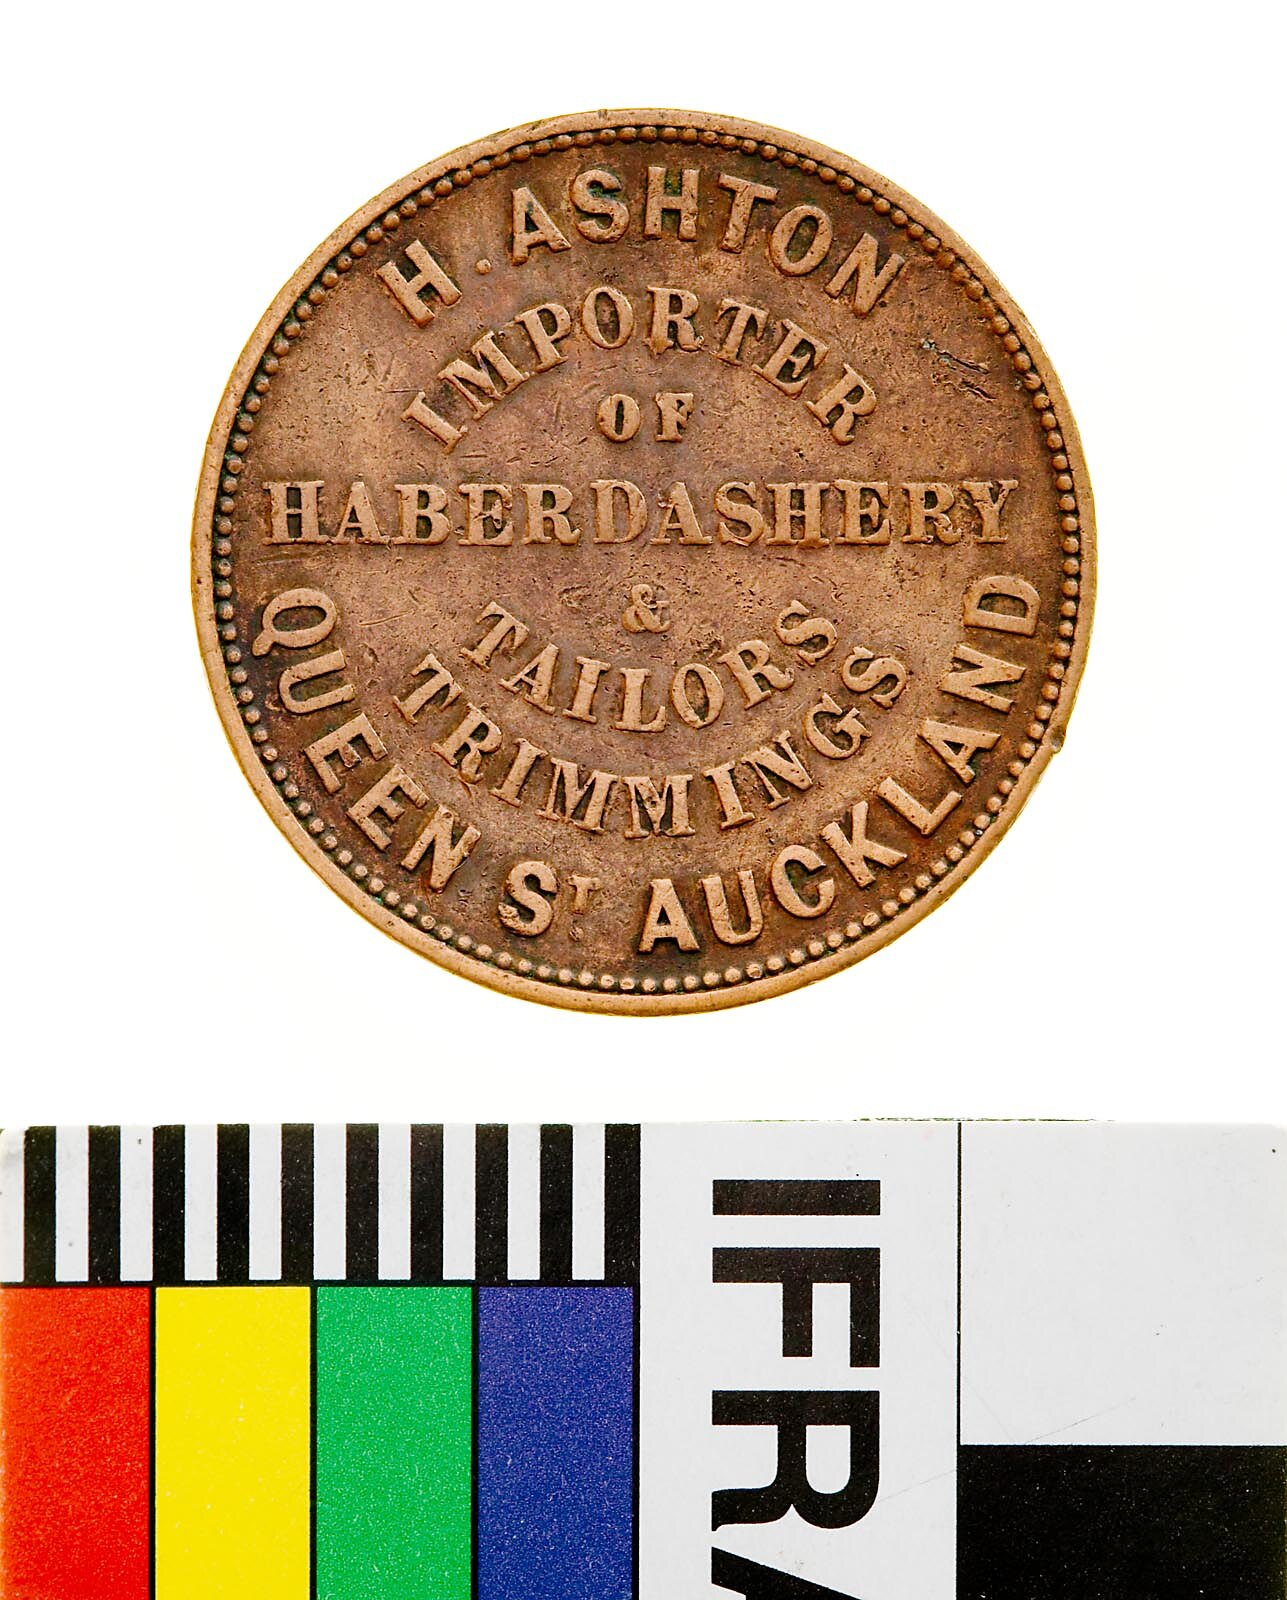 H. ASHTON
IMPORTER
OF
HABERDASHERY
&
TAILORS
TRIMMINGS
QUEEN ST AUCKLAND
IFRA